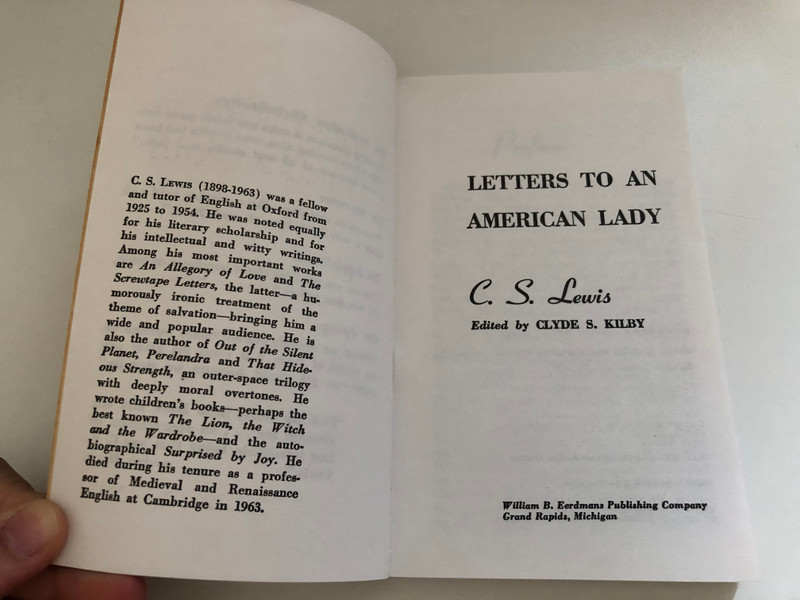 C. S. LEWIS (1898-1963) was a fellow
and tutor of English at Oxford from
1925 to 1954. He was noted equally
for his literary scholarship and for
his intellectual and witty writings.
Among his most important works
are An Allegory of Love and The
Screwtape Letters, the latter—a hu-
morously ironic treatment of the
theme of salvation—bringing him a
wide and popular audience. He is
also the author of Out of the Silent
Planet, Perelandra and That Hide-
ous Strength, an outer-space trilogy
with deeply moral overtones. He
wrote children's books—perhaps the
best known The Lion, the Witch
and the Wardrobe—and the auto-
biographical Surprised by Joy. He
died during his tenure as a profes-
sor of Medieval and Renaissance
English at Cambridge in 1963.
LETTERS TO AN
AMERICAN LADY
C. S. Lewis
Edited by CLYDE S. KILBY
William B. Eerdmans Publishing Company
Grand Rapids, Michigan